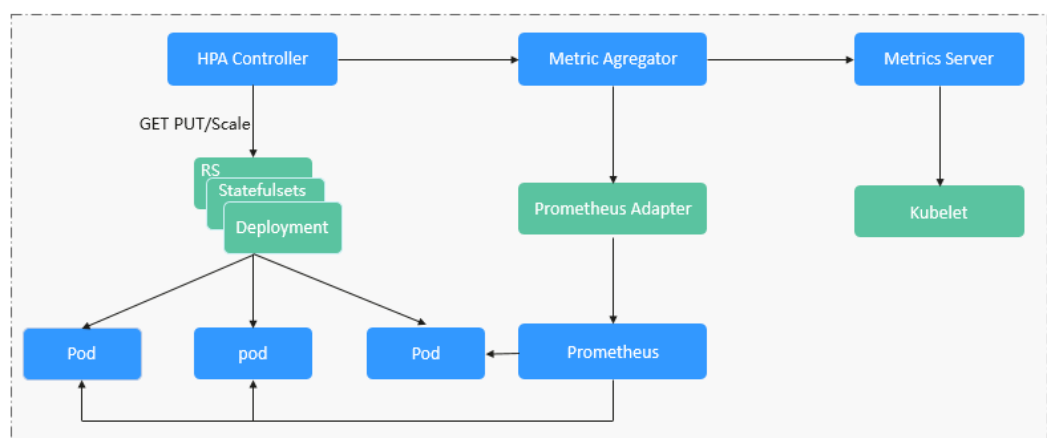 HPA Controller
Metric Agregator
Metrics Server
GET PUT/Scale
RS
Statefulsets
Deployment
Prometheus Adapter
Kubelet
Pod
pod
Pod
Prometheus